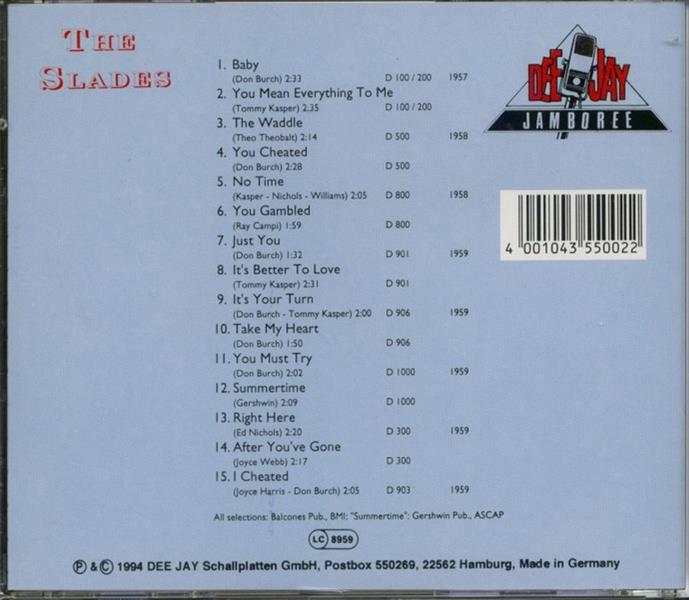 THE
SLADES
DEE JAY
JAMBOREE
1. Baby
(Don Burch) 2:33 D 100 / 200 1957
2. You Mean Everything To Me
(Tommy Kasper) 2:35 D 100 / 200
3. The Waddle
(Theo Theobalt) 2:14 D 500 1958
4. You Cheated
(Don Burch) 2:28 D 500
5. No Time
(Kasper - Nichols - Williams) 2:05 D 800 1958
6. You Gambled
(Ray Campi) 1:59 D 800
7. Just You
(Don Burch) 1:32 D 901 1959
8. It's Better To Love
(Tommy Kasper) 2:31 D 901
9. It's Your Turn
(Don Burch - Tommy Kasper) 2:00 D 906 1959
10. Take My Heart
(Don Burch) 1:50 D 906
11. You Must Try
(Don Burch) 2:02 D 1000 1959
12. Summertime
(Gershwin) 2:09 D 1000
13. Right Here
(Ed Nichols) 2:20 D 300 1959
14. After You've Gone
(Joyce Webb) 2:17 D 300
15. I Cheated
(Joyce Harris - Don Burch) 2:05 D 903 1959
4 001043 550022
All selections: Balcones Pub., BMI; "Summertime": Gershwin Pub., ASCAP
LC 8959
℗ & © 1994 DEE JAY Schallplatten GmbH, Postbox 550269, 22562 Hamburg, Made in Germany